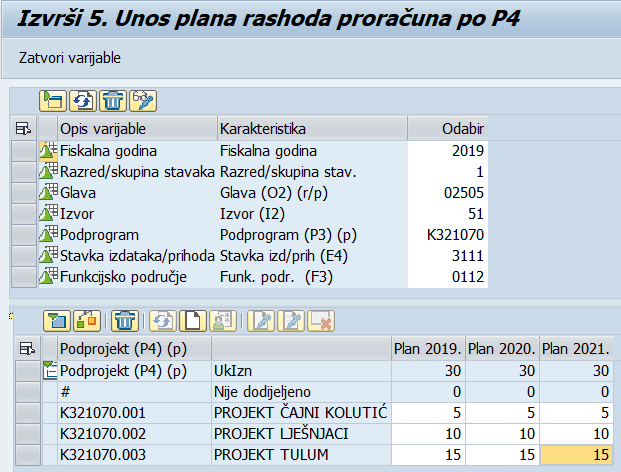 Izvrši 5. Unos plana rashoda proračuna po P4
Zatvori varijable
Opis varijable Karakteristika Odabir
Fiskalna godina Fiskalna godina 2019
Razred/skupina stavaka Razred/skupina stav. 1
Glava Glava (O2) (r/p) 02505
Izvor Izvor (I2) 51
Podprogram Podprogram (P3) (p) K321070
Stavka izdataka/prihoda Stavka izd/prih (E4) 3111
Funkcijsko područje Funk. podr. (F3) 0112
Podprojekt (P4) (p) Plan 2019. Plan 2020. Plan 2021.
Podprojekt (P4) (p) UkIzn 30 30 30
# Nije dodijeljeno 0 0 0
K321070.001 PROJEKT ČAJNI KOLUTIĆ 5 5 5
K321070.002 PROJEKT LJEŠNJACI 10 10 10
K321070.003 PROJEKT TULUM 15 15 15